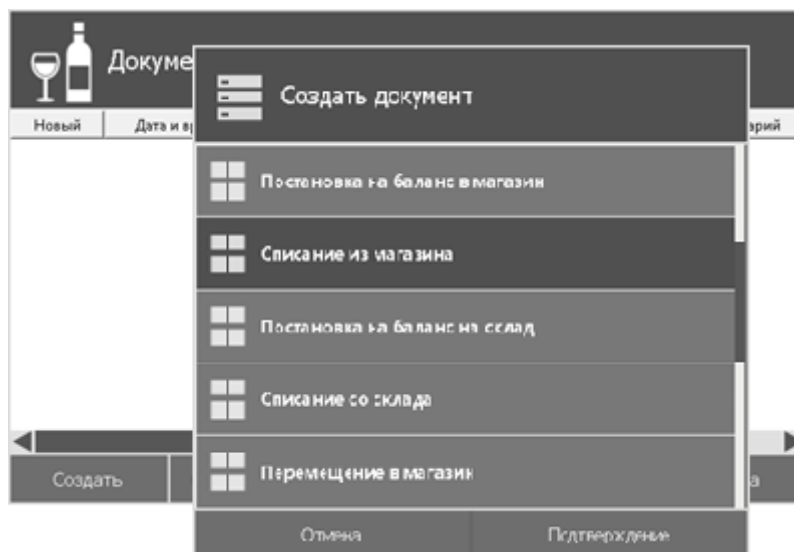 Докуме
Создать документ
Новый
Дата и вр
арий
Постановка на баланс в магазин
Списание из магазина
Постановка на баланс на склад
Списание со склада
Перемещение в магазин
Создать
а
Отмена
Подтверждение